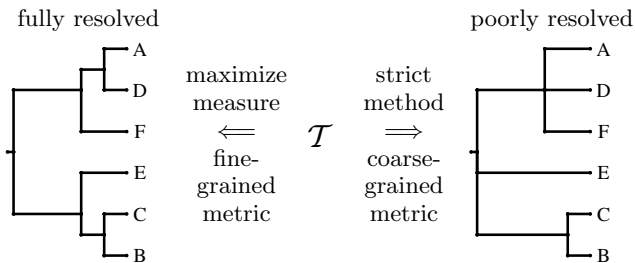 fully resolved
poorly resolved
A
D
F
E
C
B
maximize
measure
⟸
fine-
grained
metric
𝒯
strict
method
⟹
coarse-
grained
metric
A
D
F
E
C
B